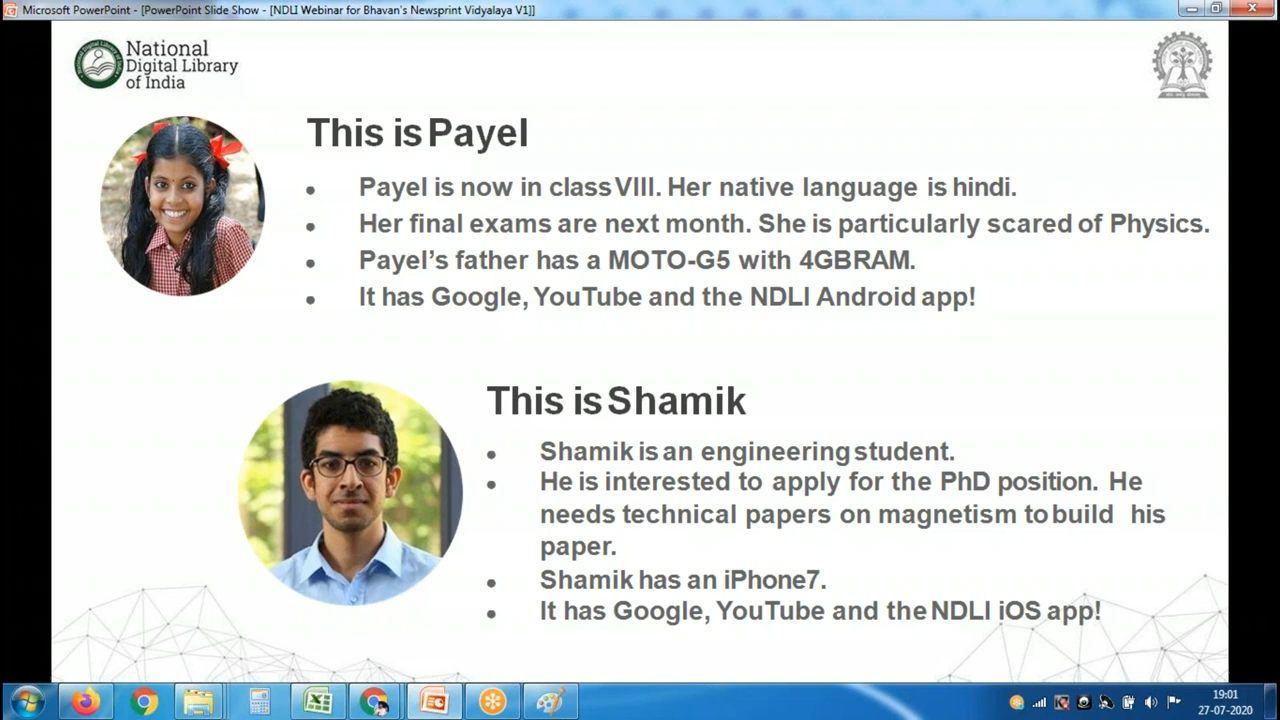 Microsoft PowerPoint - [PowerPoint Slide Show - [NDLI Webinar for Bhavan's Newsprint Vidyalaya V1]]
National
Digital Library
of India
This is Payel
Payel is now in class VIII. Her native language is hindi.
Her final exams are next month. She is particularly scared of Physics.
Payel's father has a MOTO-G5 with 4GBRAM.
It has Google, YouTube and the NDLI Android app!
This is Shamik
Shamik is an engineering student.
He is interested to apply for the PhD position. He
needs technical papers on magnetism to build his
paper.
Shamik has an iPhone7.
It has Google, YouTube and the NDLI iOS app!
19:01
27-07-2020